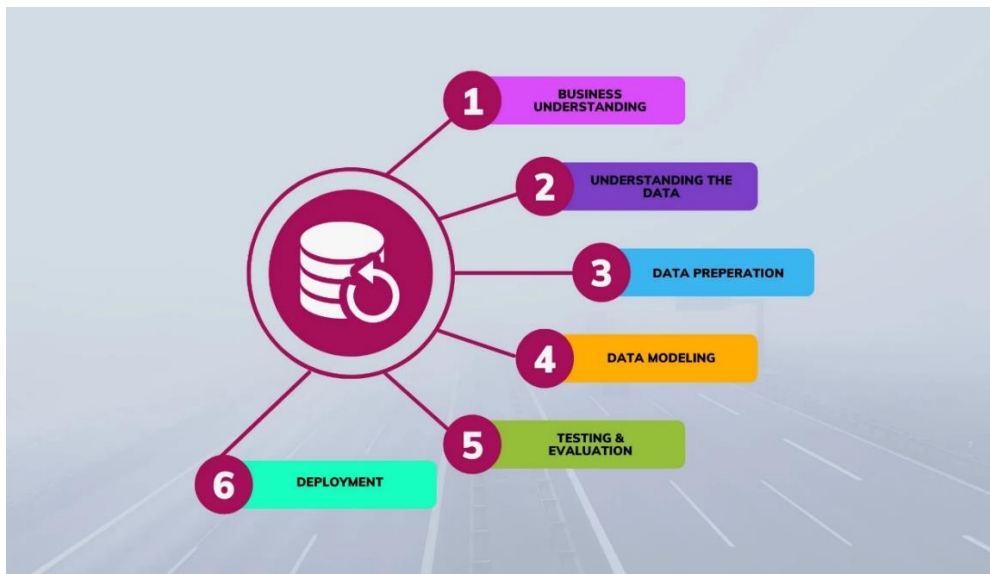 1
BUSINESS
UNDERSTANDING
2
UNDERSTANDING THE
DATA
3
DATA PREPERATION
4
DATA MODELING
5
TESTING &
EVALUATION
6
DEPLOYMENT